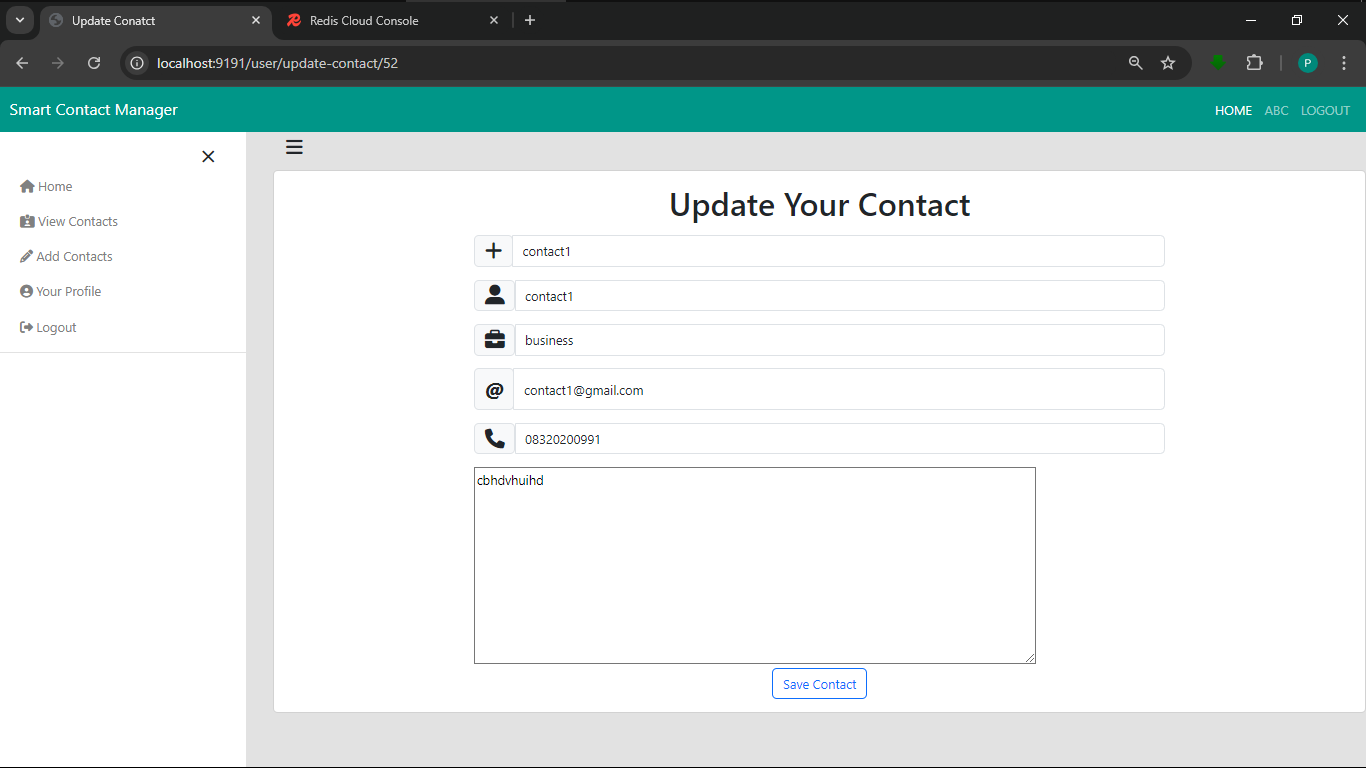 Update Conatct
Redis Cloud Console
localhost:9191/user/update-contact/52
P
Smart Contact Manager
HOME ABC LOGOUT
Home
View Contacts
Add Contacts
Your Profile
Logout
Update Your Contact
contact1
contact1
business
@ contact1@gmail.com
08320200991
cbhdvhuihd
Save Contact